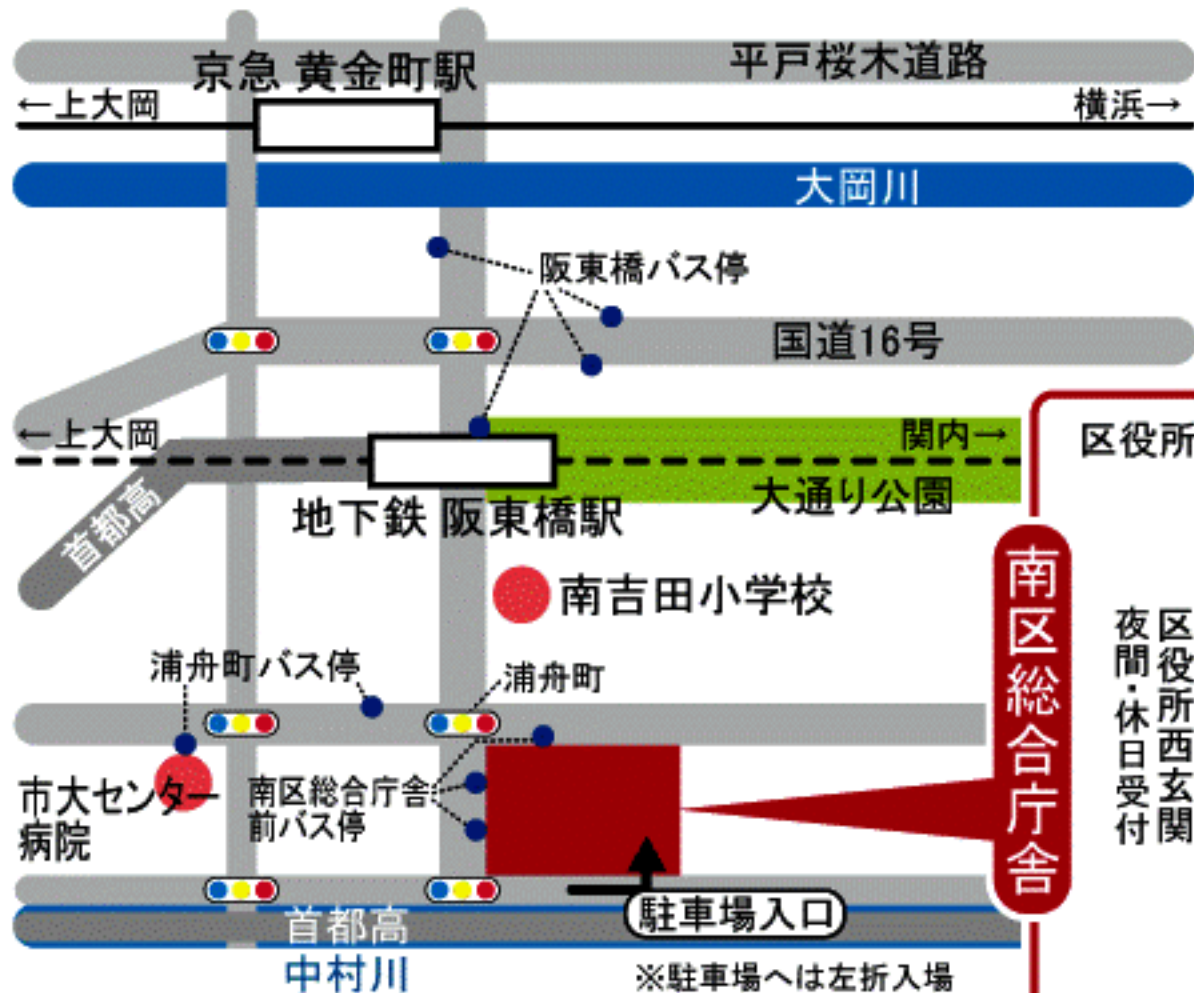 京急 黄金町駅
平戸桜木道路
←上大岡
横浜→
大岡川
阪東橋バス停
国道16号
←上大岡
関内→
区役所
首都高
大通り公園
地下鉄 阪東橋駅
南吉田小学校
浦舟町バス停
浦舟町
南区総合庁舎
区役所西玄関
夜間・休日受付
市大センター
病院
南区総合庁舎
前バス停
駐車場入口
首都高
中村川
※駐車場へは左折入場